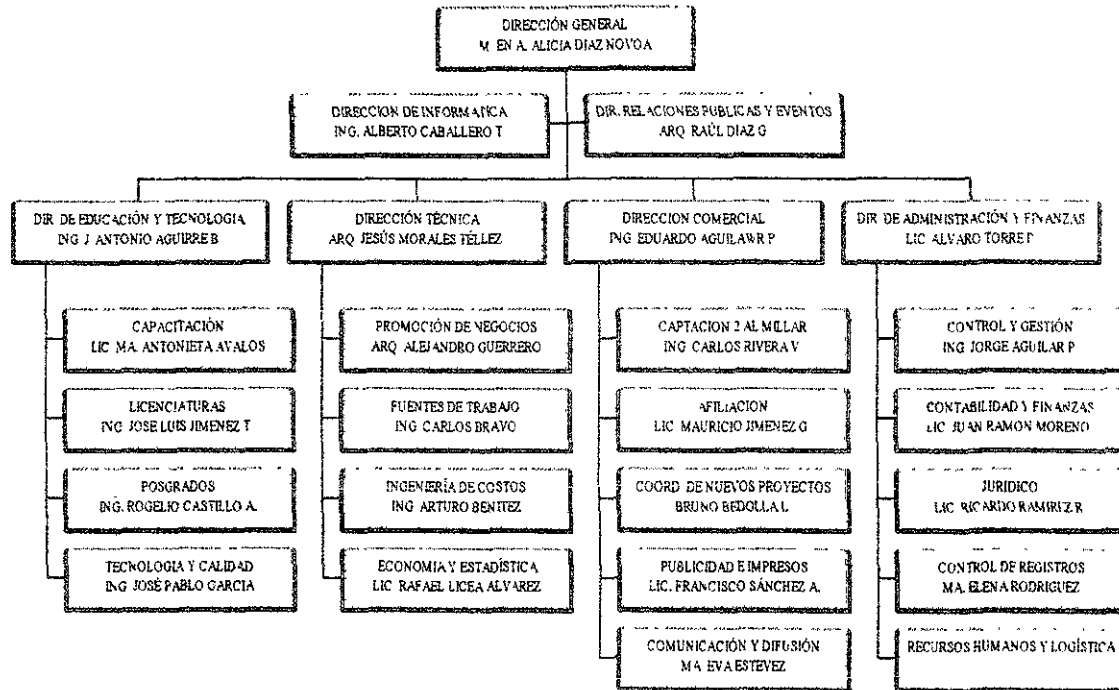 DIRECCIÓN GENERAL
M. EN A. ALICIA DIAZ NOVOA
DIRECCION DE INFORMATICA
ING. ALBERTO CABALLERO T
DIR. RELACIONES PUBLICAS Y EVENTOS
ARQ RAÚL DIAZ G
DIR DE EDUCACIÓN Y TECNOLOGIA
ING J ANTONIO AGUIRRE B
DIRECCIÓN TÉCNICA
ARQ JESÚS MORALES TÉLLEZ
DIRECCION COMERCIAL
ING EDUARDO AGUILAWR P
DIR DE ADMINISTRACIÓN Y FINANZAS
LIC ALVARO TORRE P
CAPACITACIÓN
LIC MA. ANTONIETA AVALOS
PROMOCIÓN DE NEGOCIOS
ARQ ALEJANDRO GUERRERO
CAPTACION 2 AL MILLAR
ING CARLOS RIVERA V
CONTROL Y GESTIÓN
ING JORGE AGUILAR P
LICENCIATURAS
ING JOSE LUIS JIMENEZ T
FUENTES DE TRABAJO
ING CARLOS BRAVO
AFILIACION
LIC MAURICIO JIMENEZ G
CONTABILIDAD Y FINANZAS
LIC JUAN RAMON MORENO
POSGRADOS
ING. ROGELIO CASTILLO A.
INGENIERÍA DE COSTOS
ING ARTURO BENITEZ
COORD DE NUEVOS PROYECTOS
BRUNO BEDOLLA L
JURIDICO
LIC RICARDO RAMIREZ R
TECNOLOGIA Y CALIDAD
ING JOSÉ PABLO GARCIA
ECONOMIA Y ESTADÍSTICA
LIC RAFAEL LICEA ALVAREZ
PUBLICIDAD E IMPRESOS
LIC. FRANCISCO SÁNCHEZ A.
CONTROL DE REGISTROS
MA. ELENA RODRIGUEZ
COMUNICACIÓN Y DIFUSIÓN
MA EVA ESTEVEZ
RECURSOS HUMANOS Y LOGÍSTICA